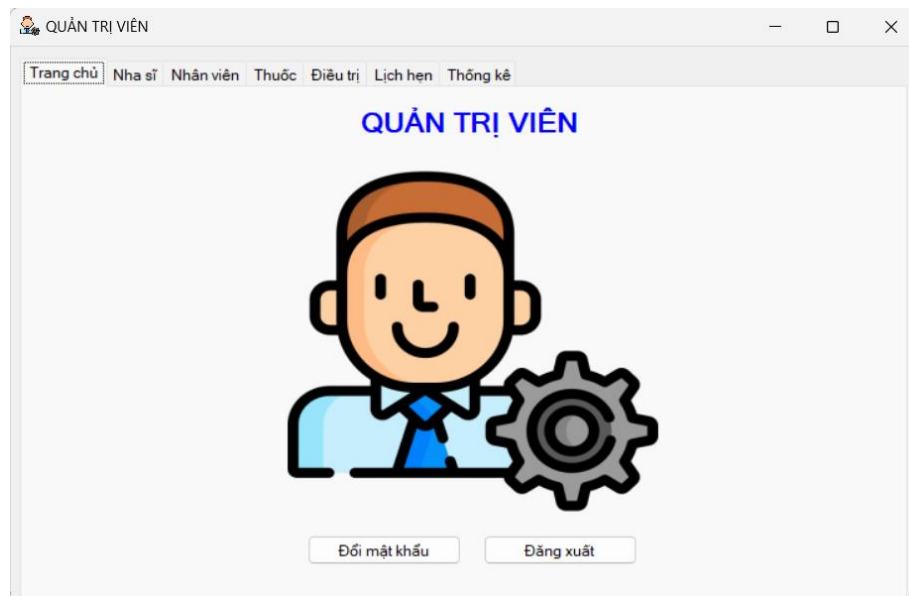 QUẢN TRỊ VIÊN
Trang chủ Nha sĩ Nhân viên Thuốc Điều trị Lịch hẹn Thống kê
QUẢN TRỊ VIÊN
Đổi mật khẩu Đăng xuất